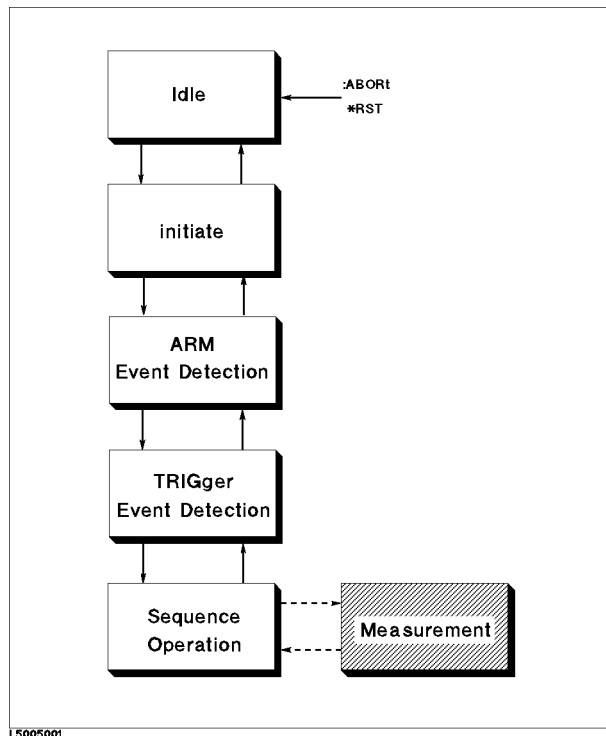 Idle
:ABORt
*RST
initiate
ARM
Event Detection
TRIGger
Event Detection
Sequence
Operation
Measurement
L5005001